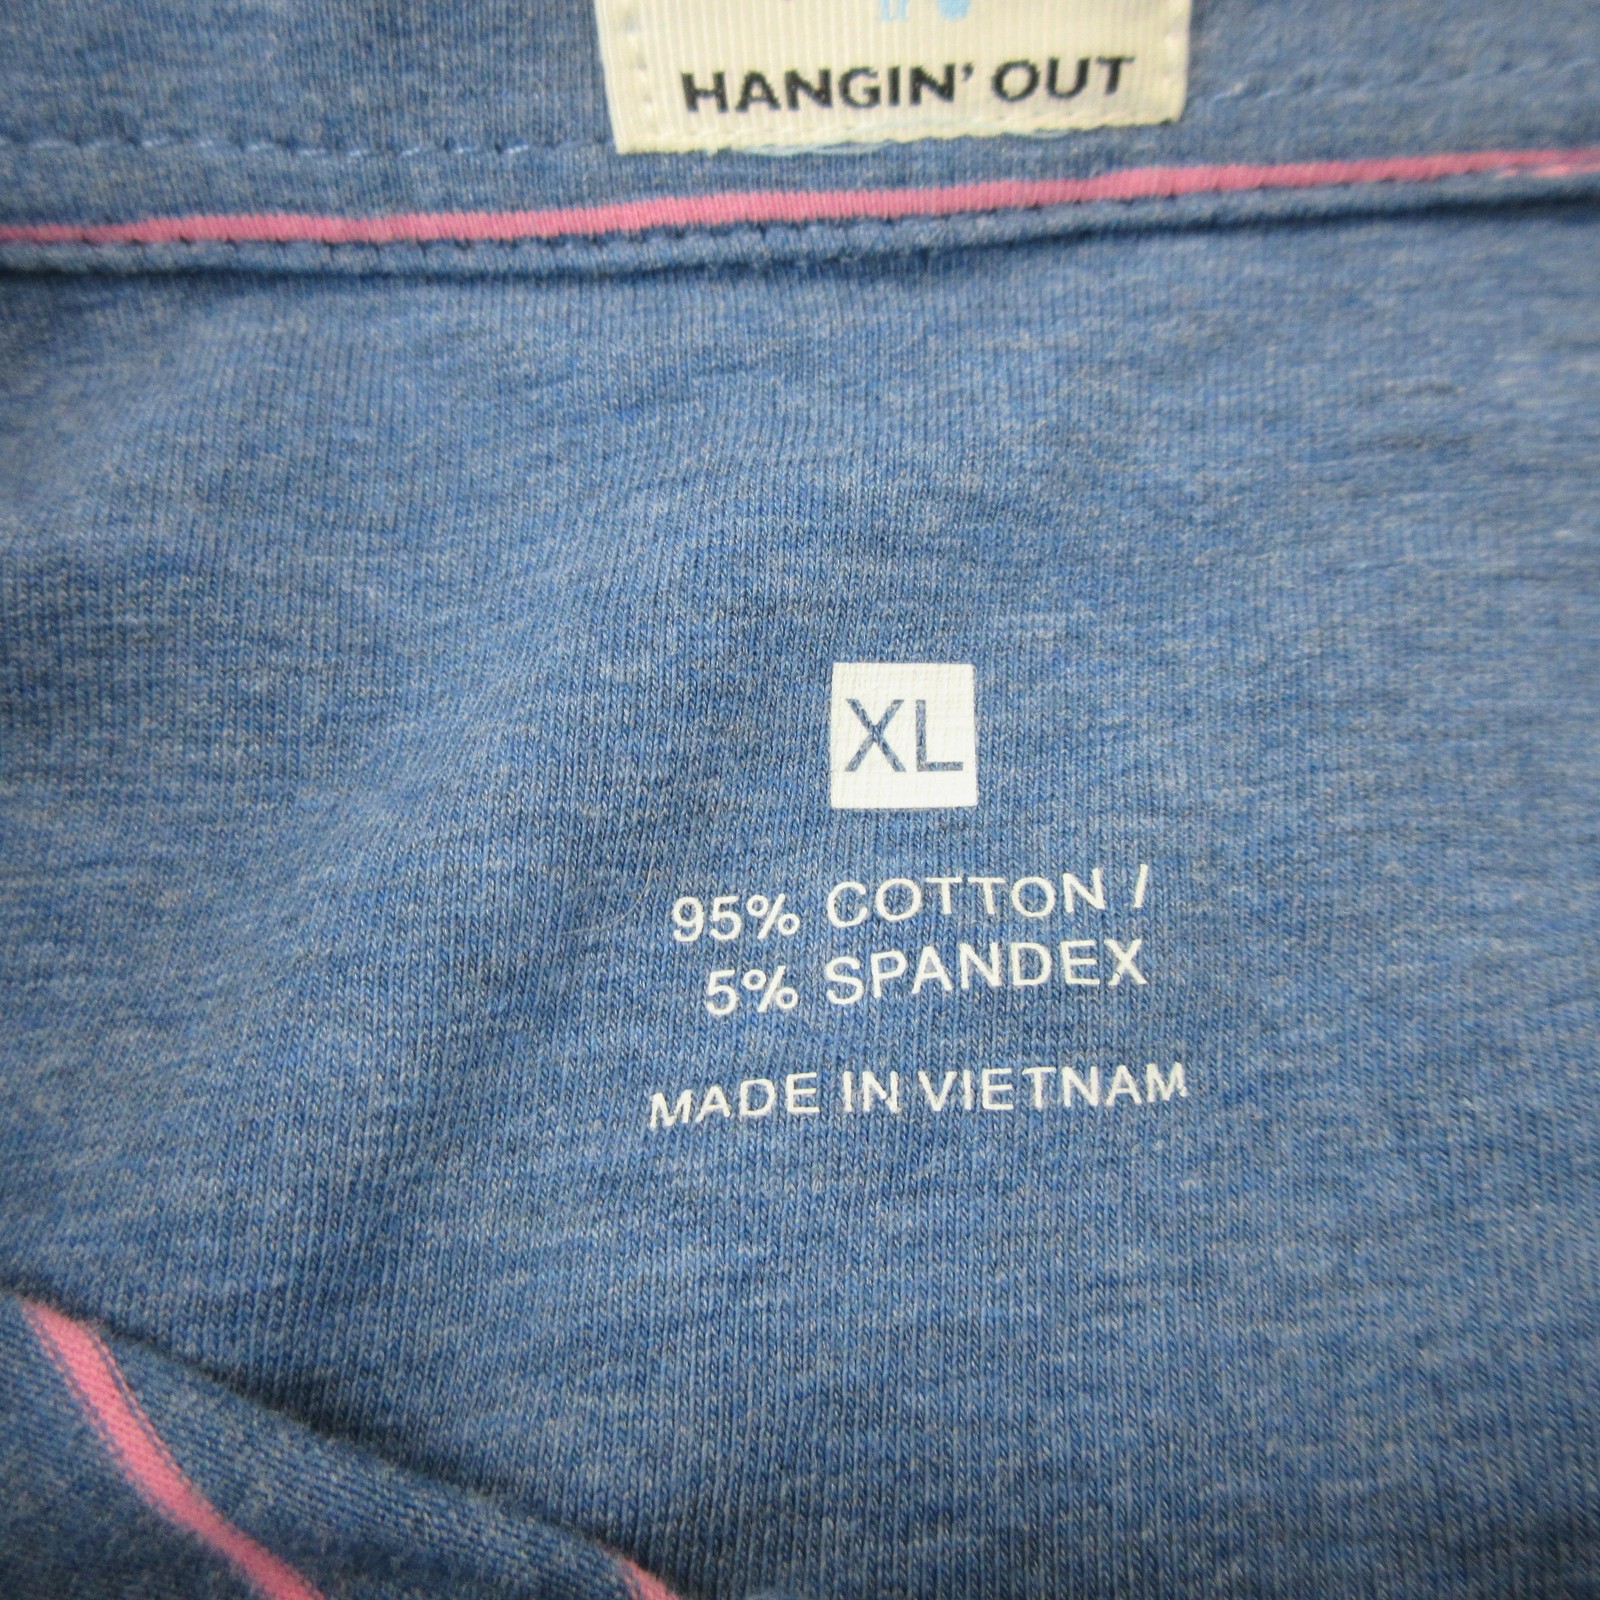 HANGIN' OUT
XL
95% COTTON /
5% SPANDEX
MADE IN VIETNAM